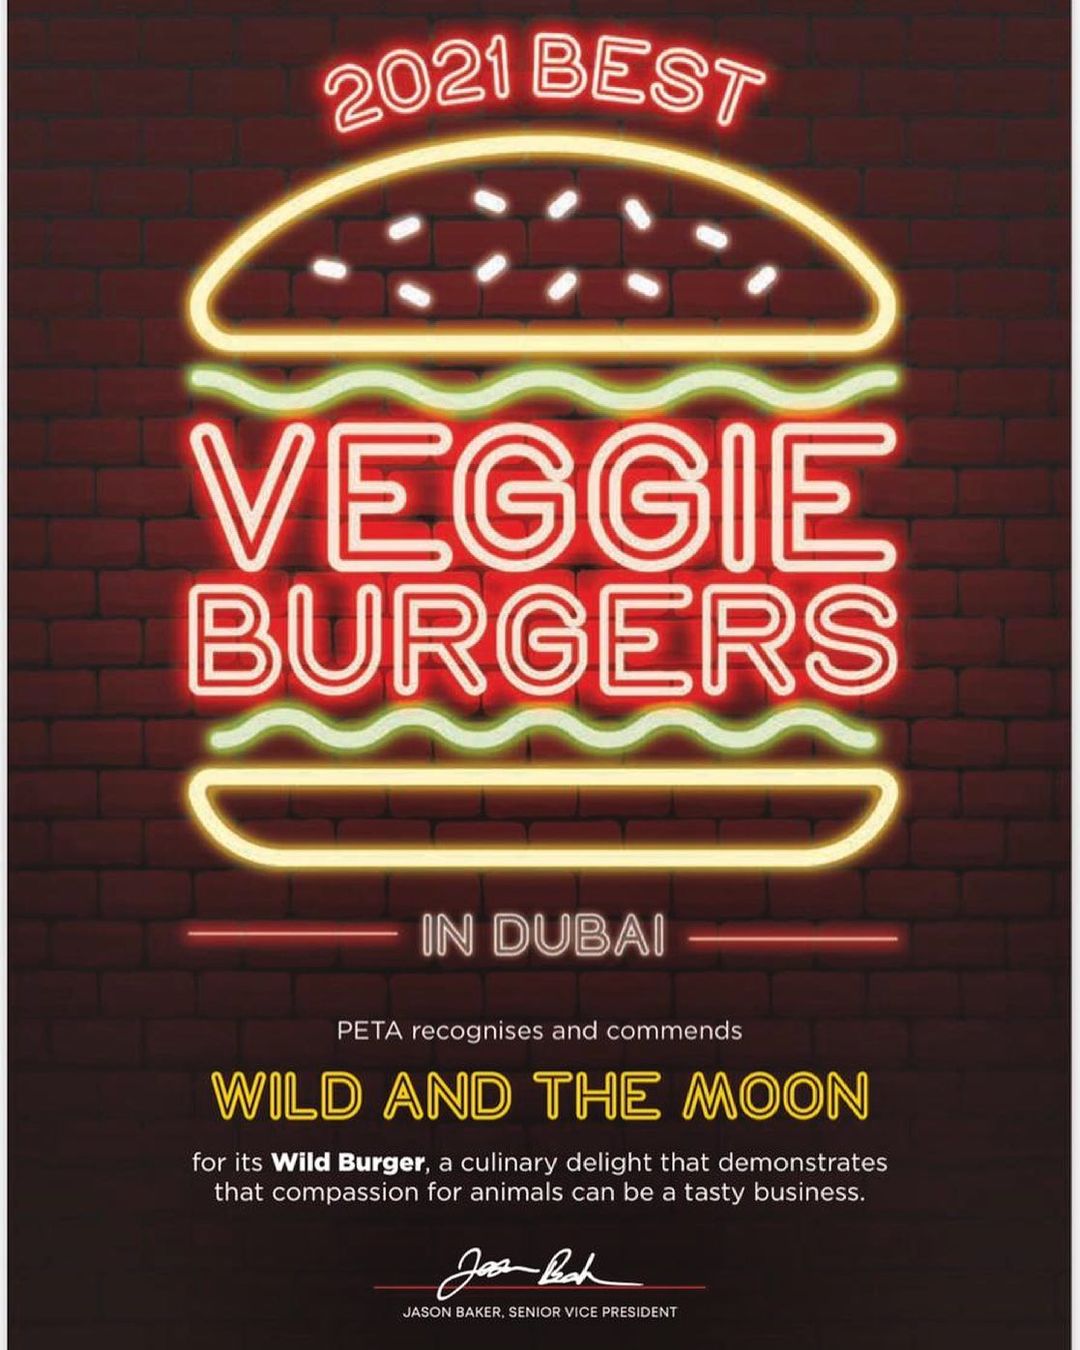 2021 BEST
VEGGIE
BURGERS
IN DUBAI
PETA recognises and commends
WILD AND THE MOON
for its Wild Burger, a culinary delight that demonstrates
that compassion for animals can be a tasty business.
JASON BAKER, SENIOR VICE PRESIDENT